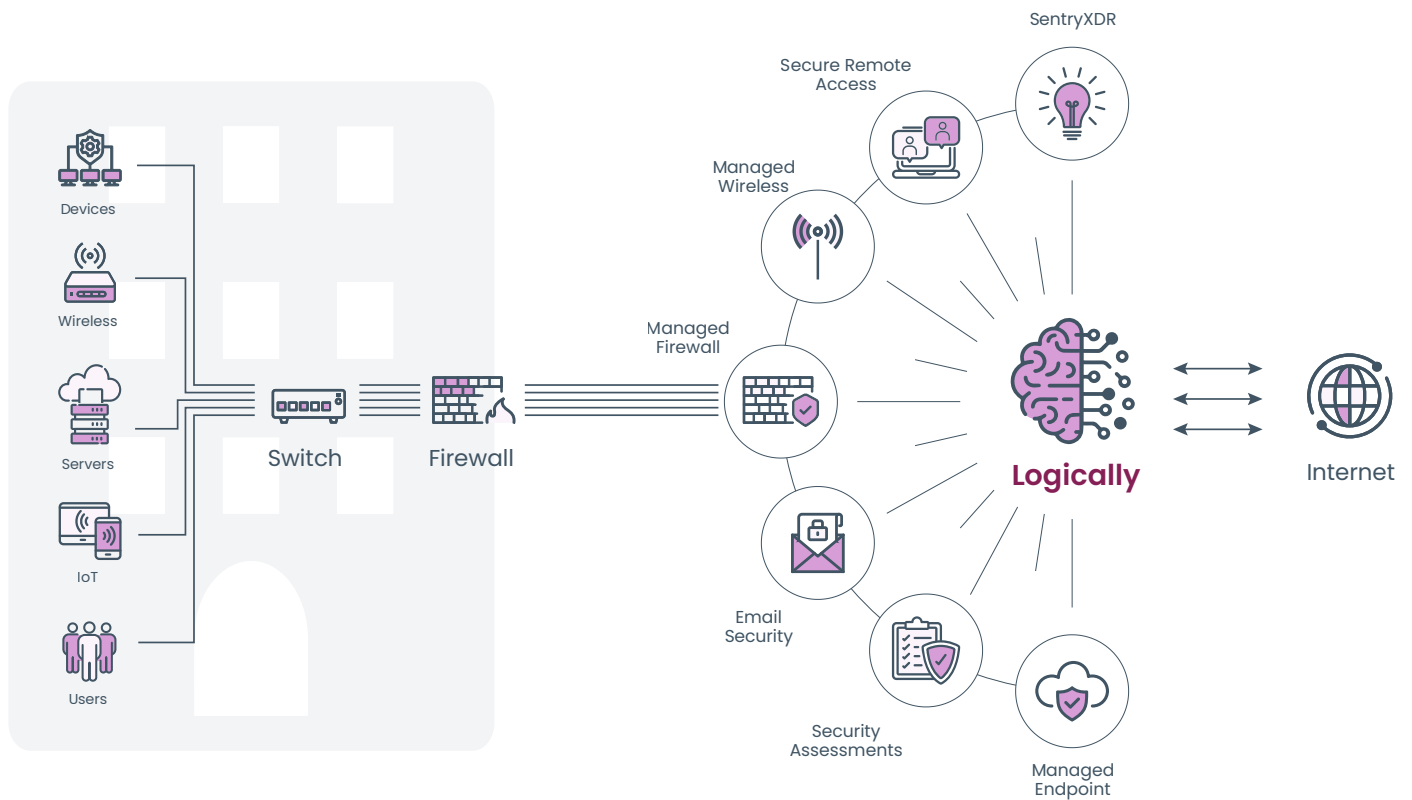 SentryXDR
Secure Remote
Access
Managed
Wireless
Devices
Wireless
Managed
Firewall
Servers
Switch
Firewall
Logically
Internet
IoT
Email
Security
Users
Security
Assessments
Managed
Endpoint